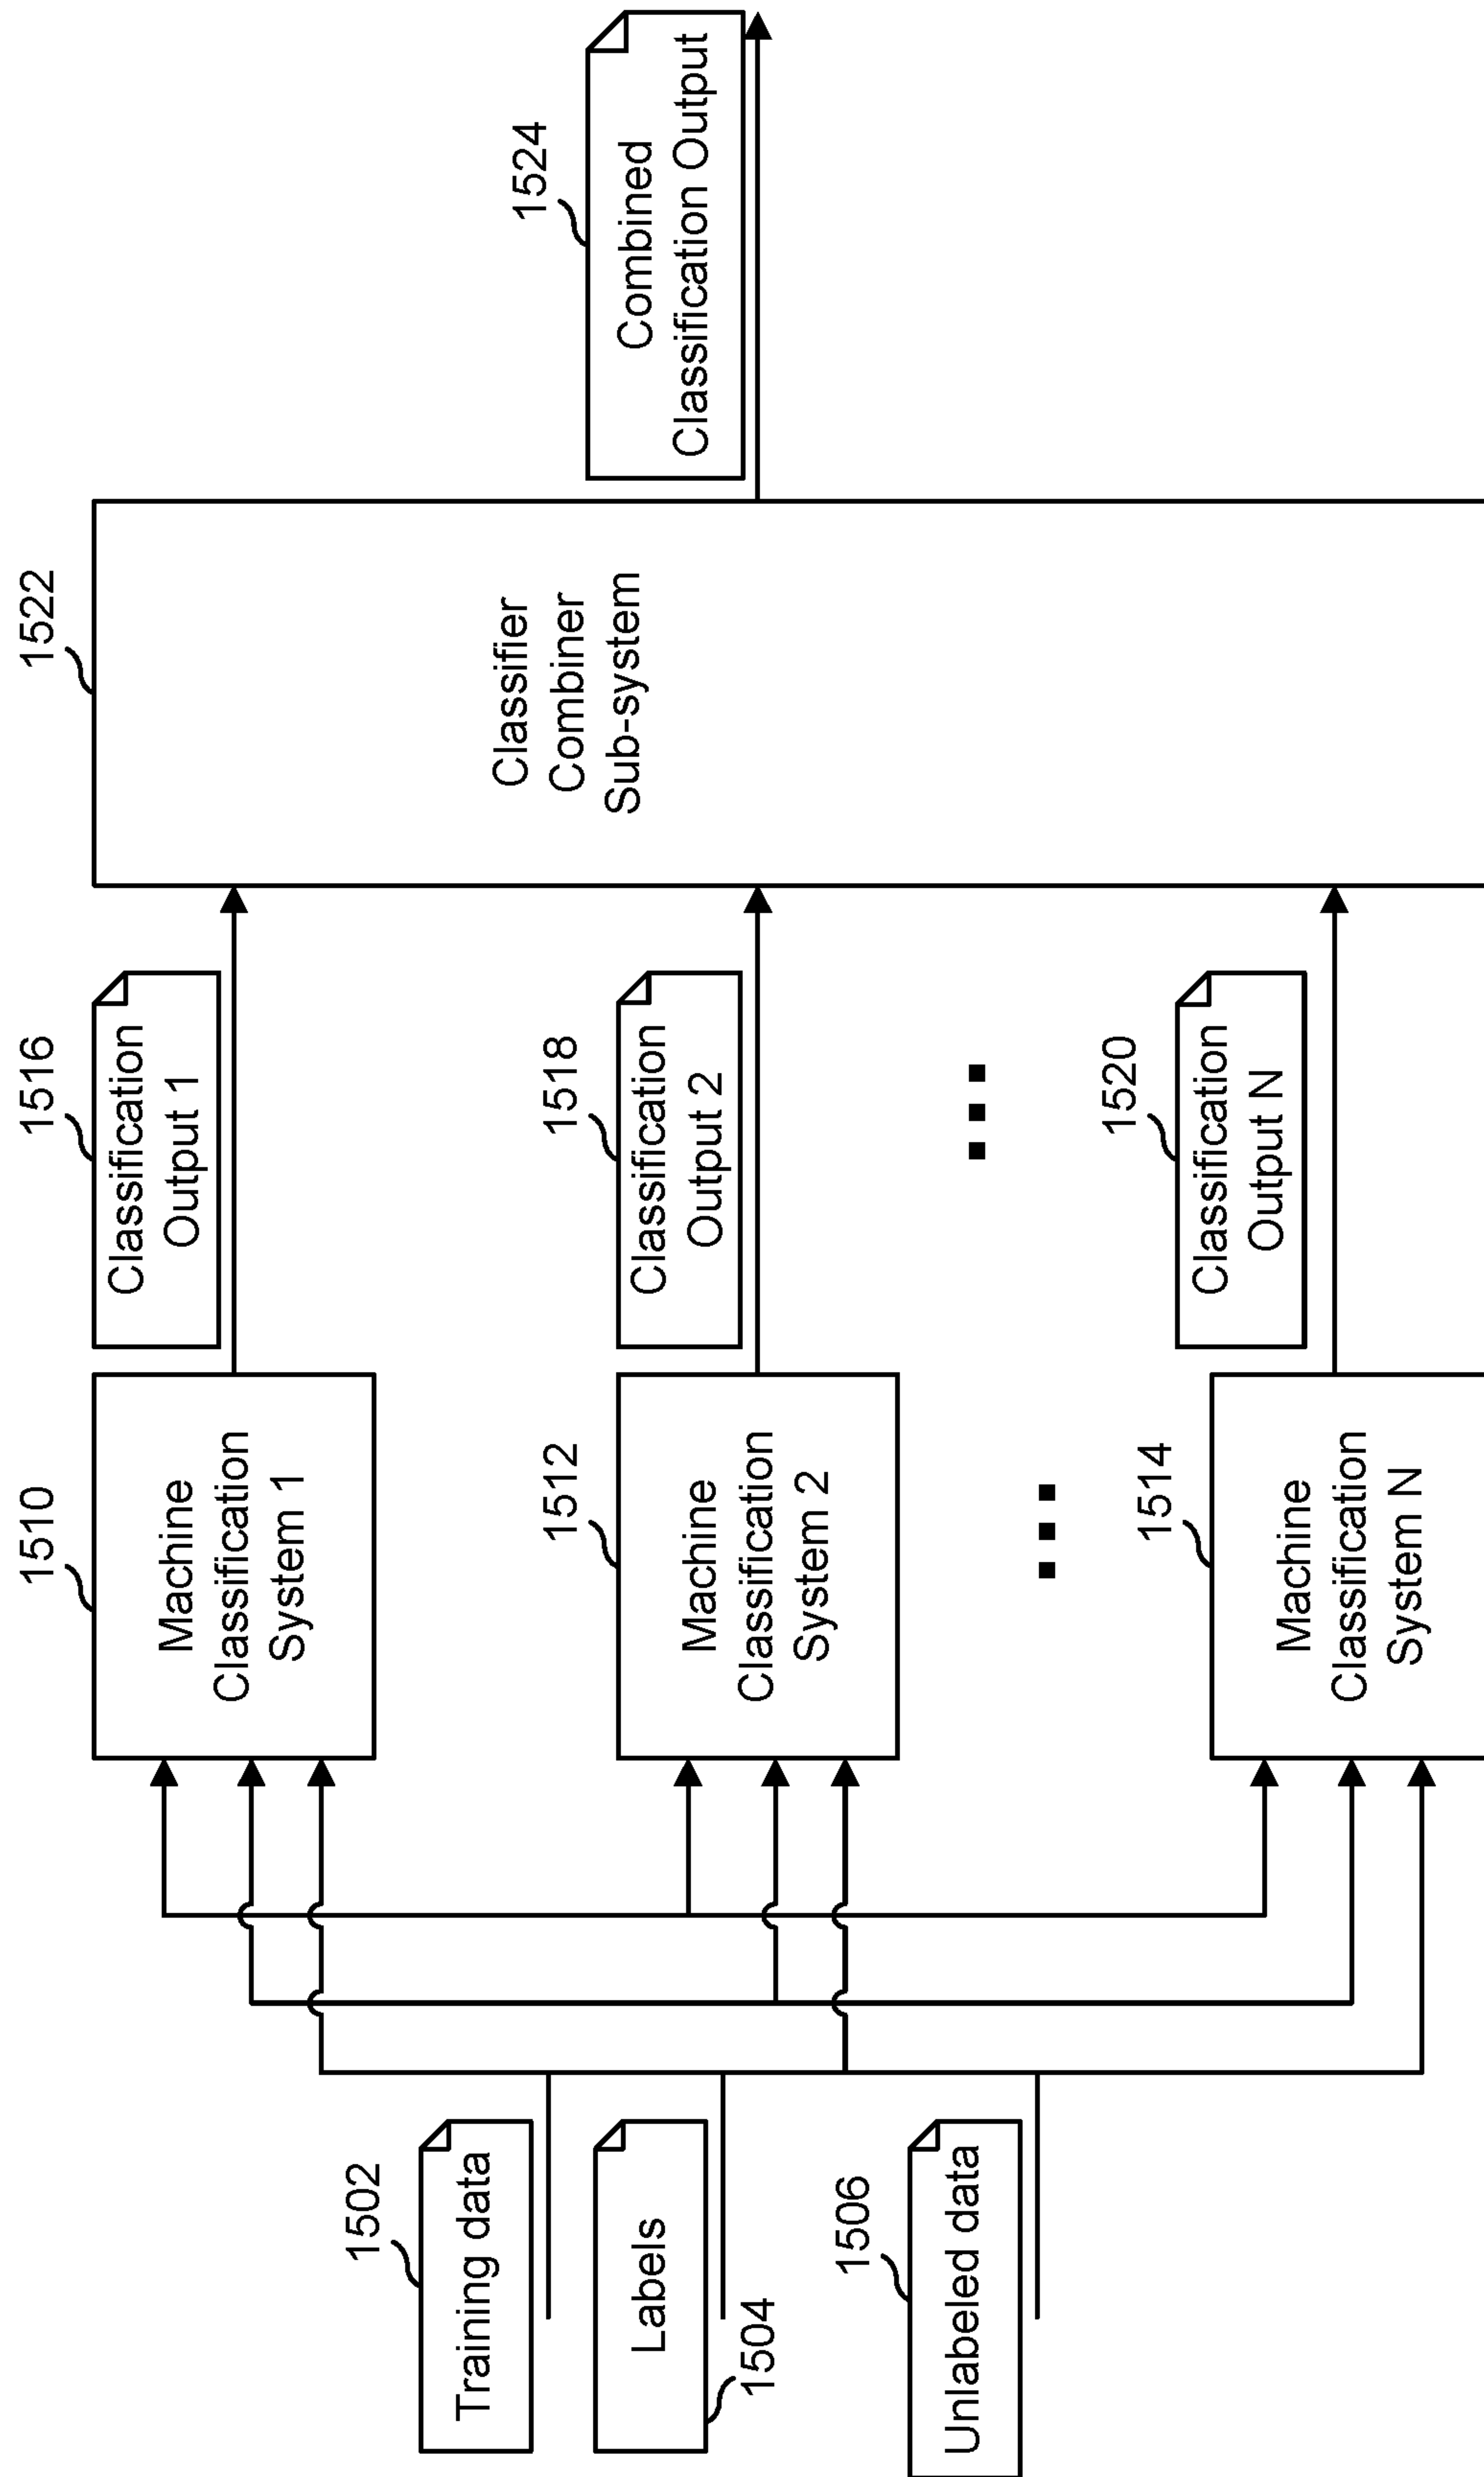 1502
Training data
Labels
1504
1506
Unlabeled data
1510
Machine
Classification
System 1
1512
Machine
Classification
System 2
1514
Machine
Classification
System N
1516
Classification
Output 1
1518
Classification
Output 2
1520
Classification
Output N
1522
Classifier
Combiner
Sub-system
1524
Combined
Classification Output